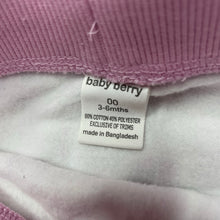 baby berry
00
3-6mths
60% COTTON 40% POLYESTER
EXCLUSIVE OF TRIMS
made in Bangladesh